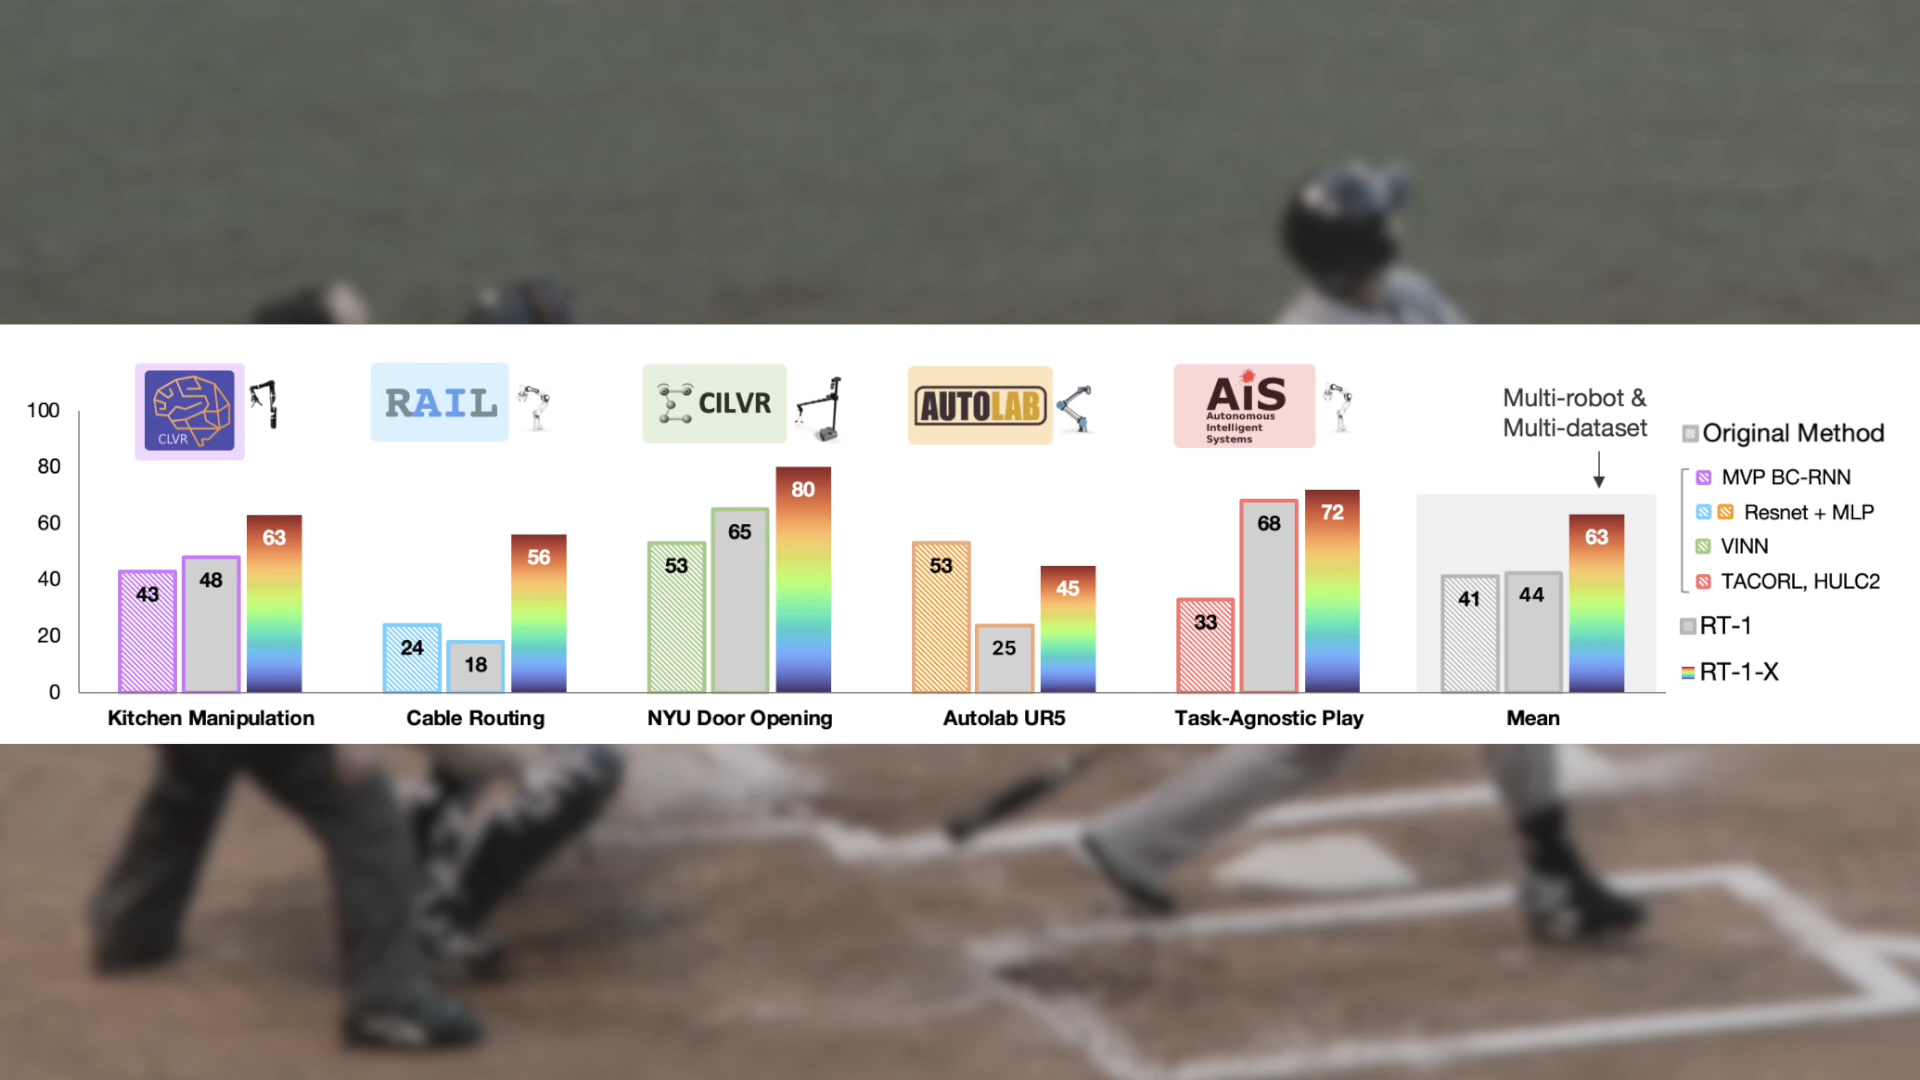 CLVR
RAIL
CILVR
AUTOLAB
AiS
Autonomous
Intelligent
Systems
Multi-robot &
Multi-dataset
100
80
60
40
20
0
43
48
63
24
18
56
53
65
80
53
25
45
33
68
72
41
44
63
Kitchen Manipulation
Cable Routing
NYU Door Opening
Autolab UR5
Task-Agnostic Play
Mean
Original Method
MVP BC-RNN
Resnet + MLP
VINN
TACORL, HULC2
RT-1
RT-1-X